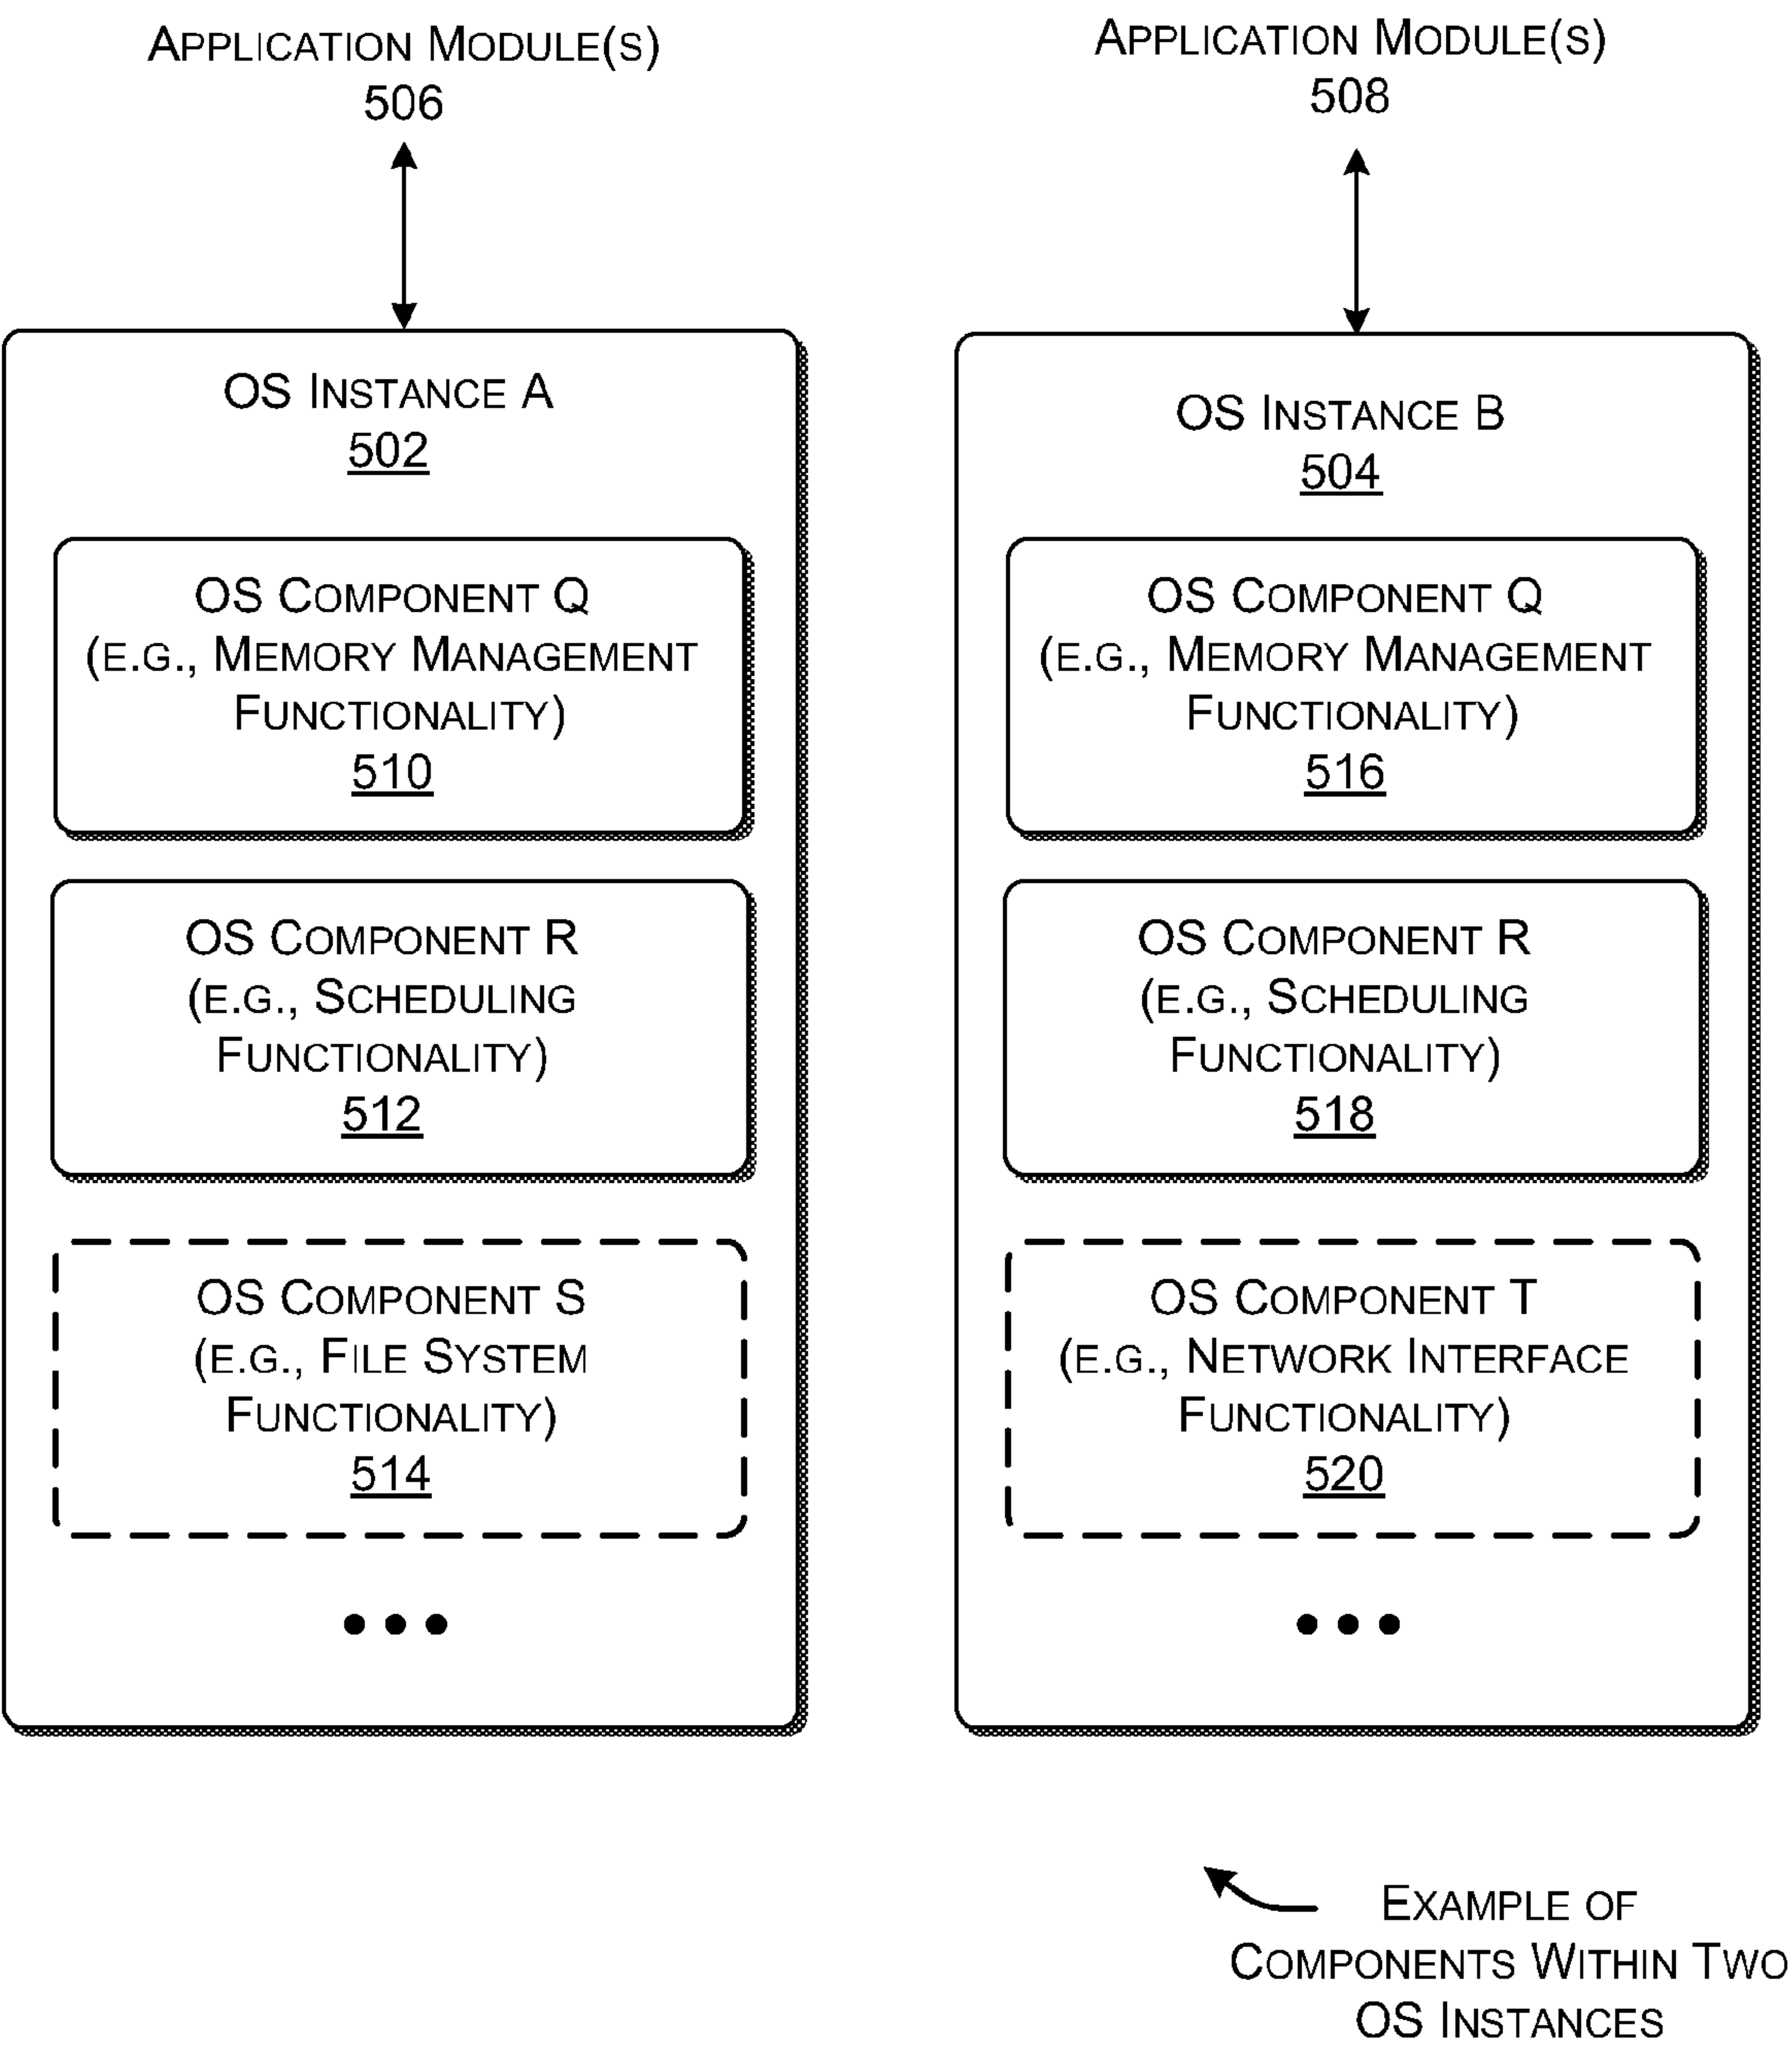 APPLICATION MODULE(S)
506
OS INSTANCE A
502
OS COMPONENT Q
(E.G., MEMORY MANAGEMENT
FUNCTIONALITY)
510
OS COMPONENT R
(E.G., SCHEDULING
FUNCTIONALITY)
512
OS COMPONENT S
(E.G., FILE SYSTEM
FUNCTIONALITY)
514
•••
APPLICATION MODULE(S)
508
OS INSTANCE B
504
OS COMPONENT Q
(E.G., MEMORY MANAGEMENT
FUNCTIONALITY)
516
OS COMPONENT R
(E.G., SCHEDULING
FUNCTIONALITY)
518
OS COMPONENT T
(E.G., NETWORK INTERFACE
FUNCTIONALITY)
520
•••
EXAMPLE OF
COMPONENTS WITHIN TWO
OS INSTANCES